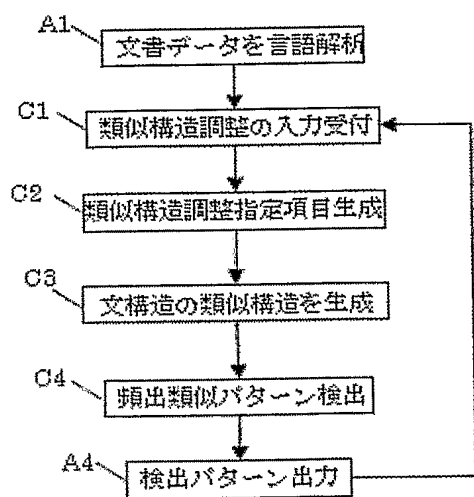 A1
文書データを言語解析
C1
類似構造調整の入力受付
C2
類似構造調整指定項目生成
C3
文構造の類似構造を生成
C4
頻出類似パターン検出
A4
検出パターン出力